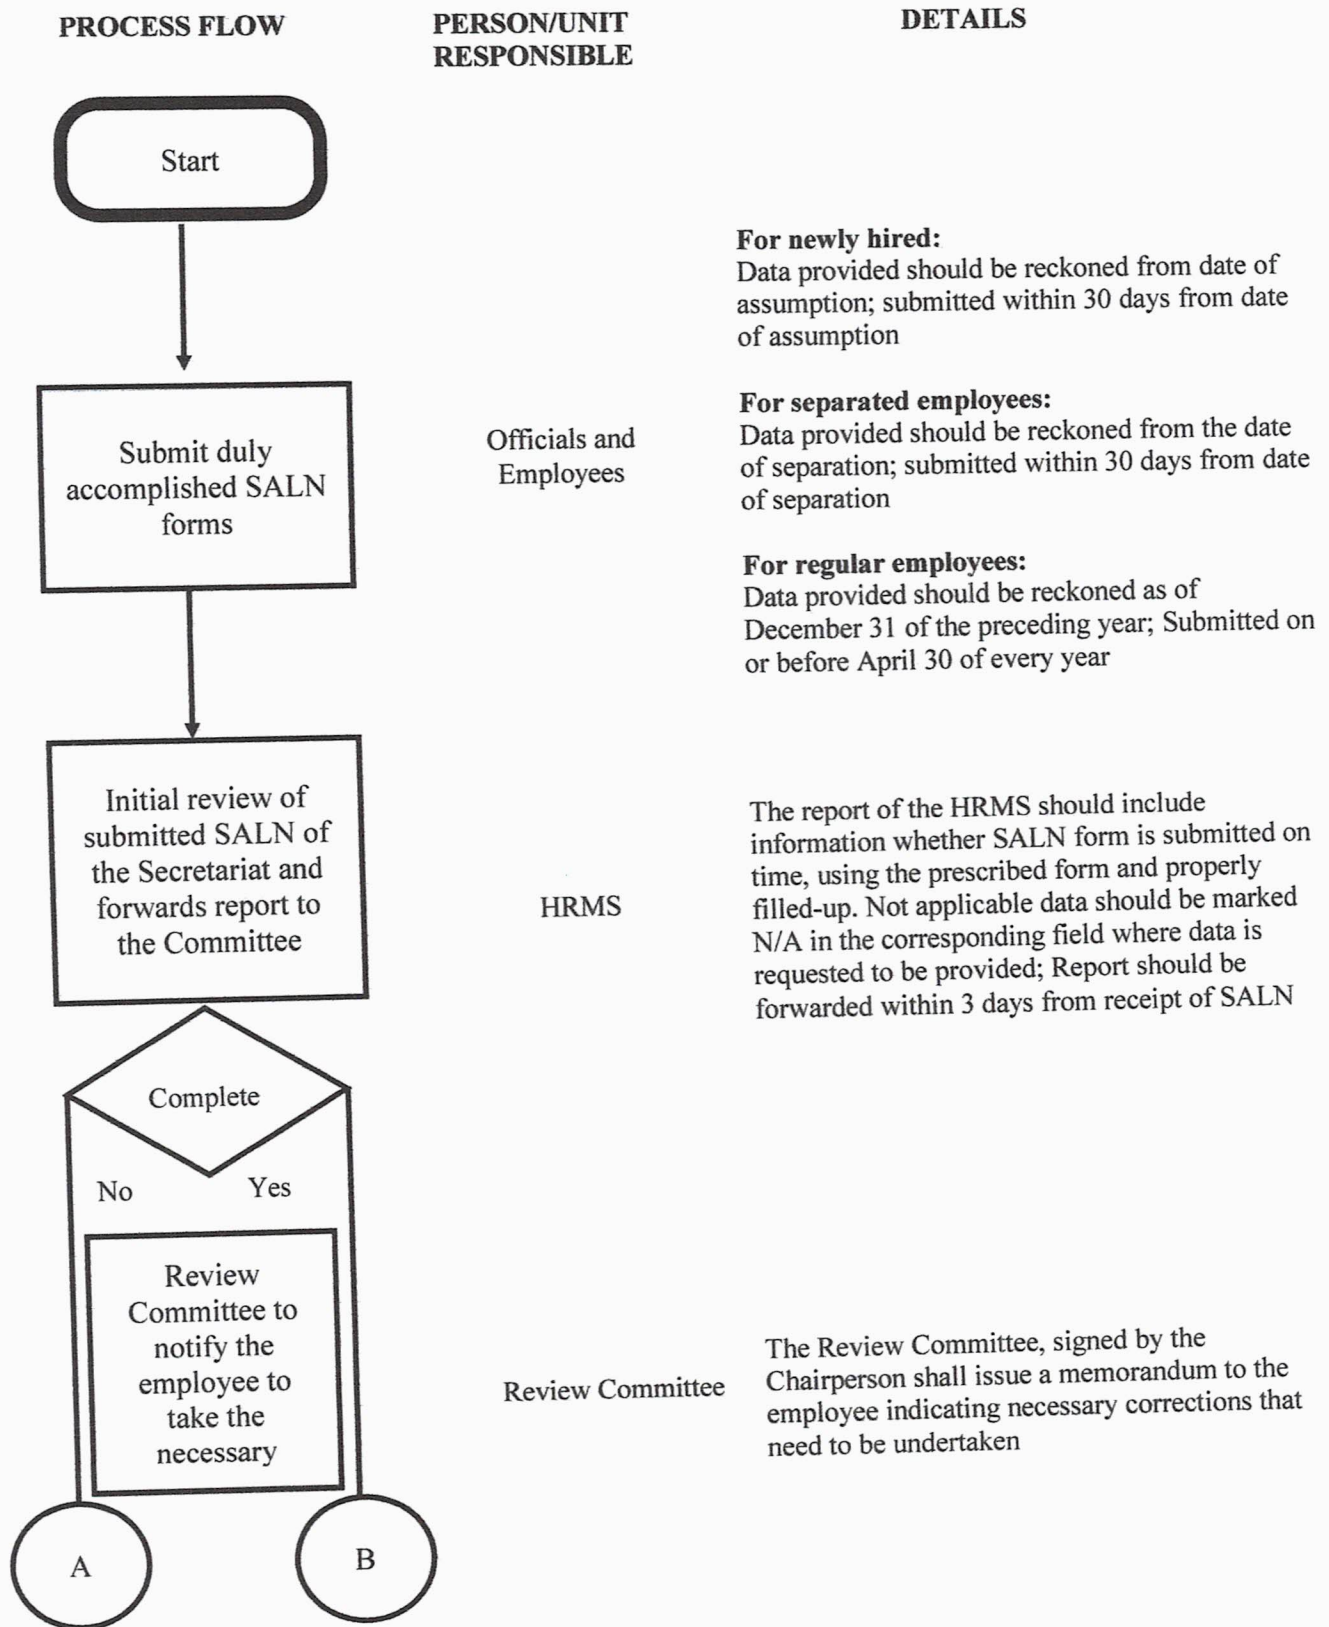 PROCESS FLOW
PERSON/UNIT
RESPONSIBLE
DETAILS
Start
For newly hired:
Data provided should be reckoned from date of
assumption; submitted within 30 days from date
of assumption
Submit duly
accomplished SALN
forms
Officials and
Employees
For separated employees:
Data provided should be reckoned from the date
of separation; submitted within 30 days from date
of separation
For regular employees:
Data provided should be reckoned as of
December 31 of the preceding year; Submitted on
or before April 30 of every year
Initial review of
submitted SALN of
the Secretariat and
forwards report to
the Committee
HRMS
The report of the HRMS should include
information whether SALN form is submitted on
time, using the prescribed form and properly
filled-up. Not applicable data should be marked
N/A in the corresponding field where data is
requested to be provided; Report should be
forwarded within 3 days from receipt of SALN
Complete
No
Yes
Review
Committee to
notify the
employee to
take the
necessary
Review Committee
The Review Committee, signed by the
Chairperson shall issue a memorandum to the
employee indicating necessary corrections that
need to be undertaken
A
B